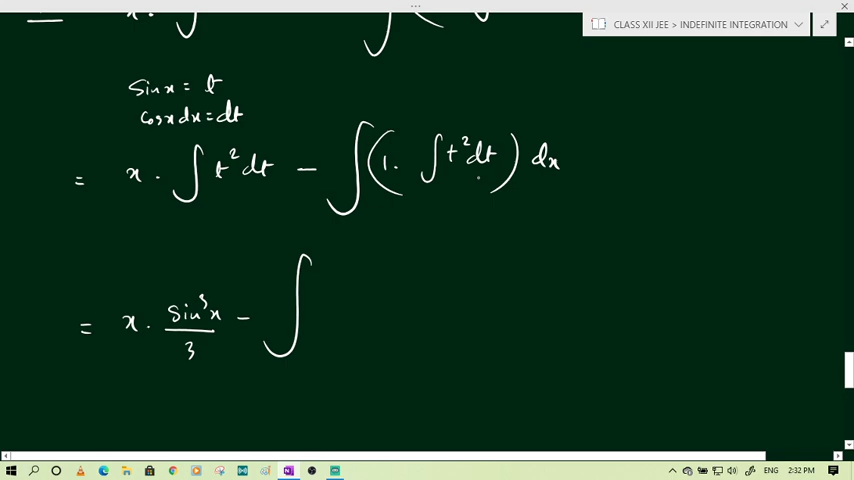 CLASS XII JEE > INDEFINITE INTEGRATION
sin x = t
cos x dx = dt
= x · ∫ t² dt − ∫ (1 · ∫ t² dt) dx
= x · sin³x / 3 − ∫
ENG 2:32 PM